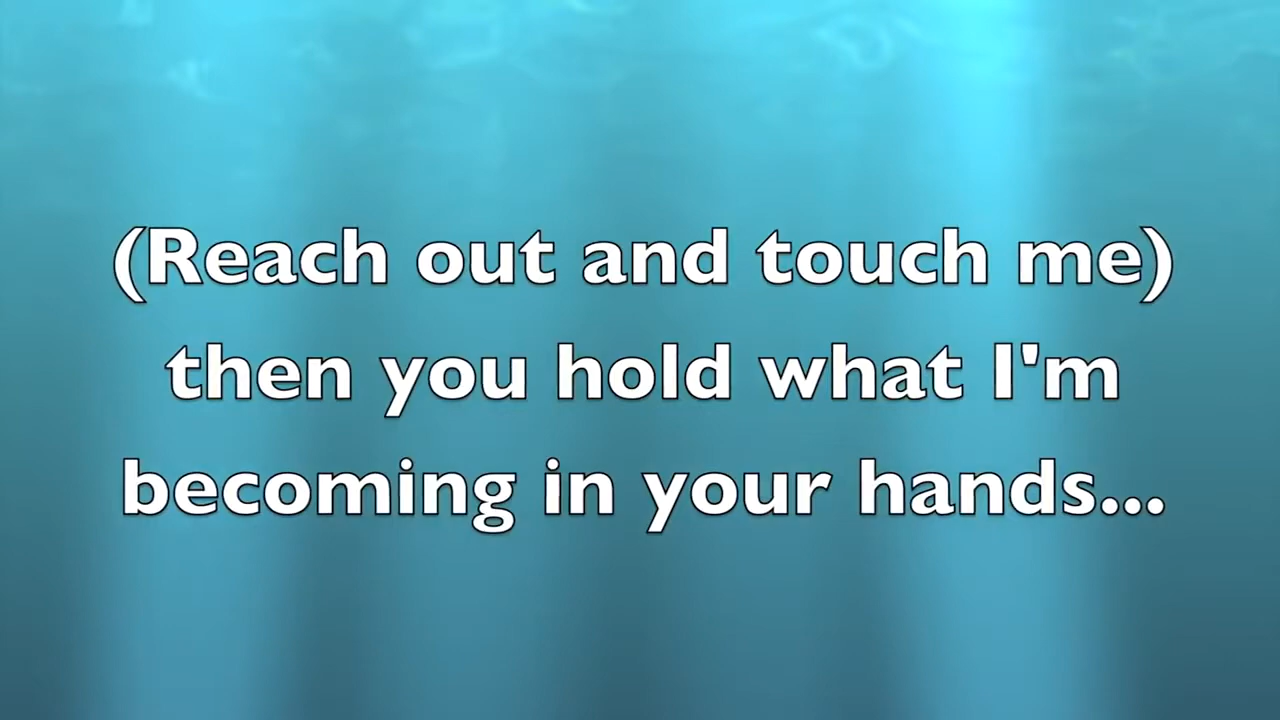 (Reach out and touch me)
then you hold what I'm
becoming in your hands...